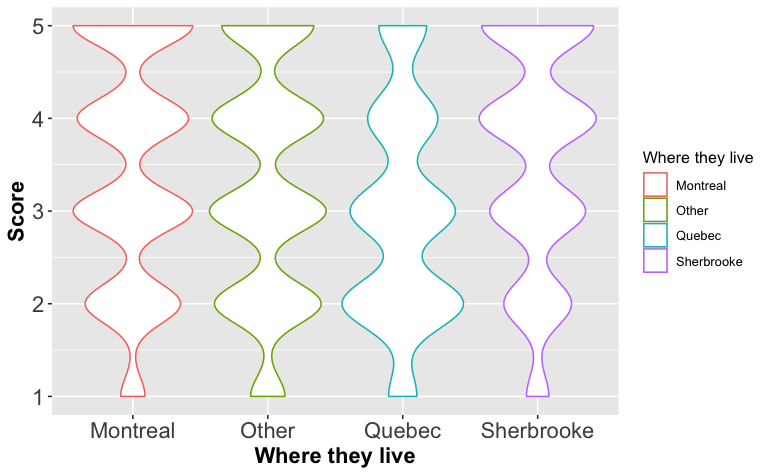 5
4
3
2
1
Score
Montreal Other Quebec Sherbrooke
Where they live
Where they live
Montreal
Other
Quebec
Sherbrooke